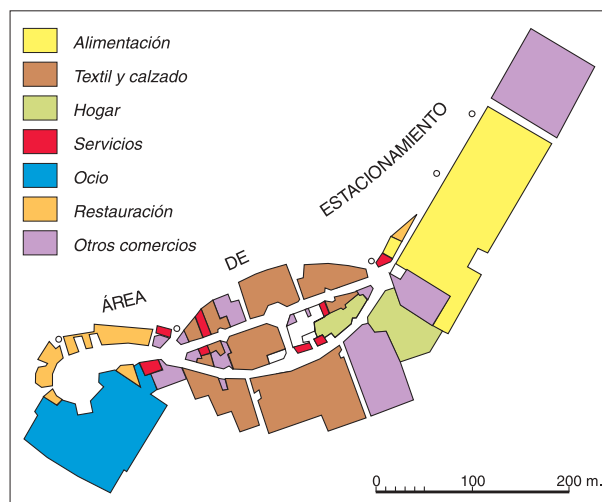 Alimentación
Textil y calzado
Hogar
Servicios
Ocio
Restauración
Otros comercios
ÁREA
DE
ESTACIONAMIENTO
0 100 200 m.